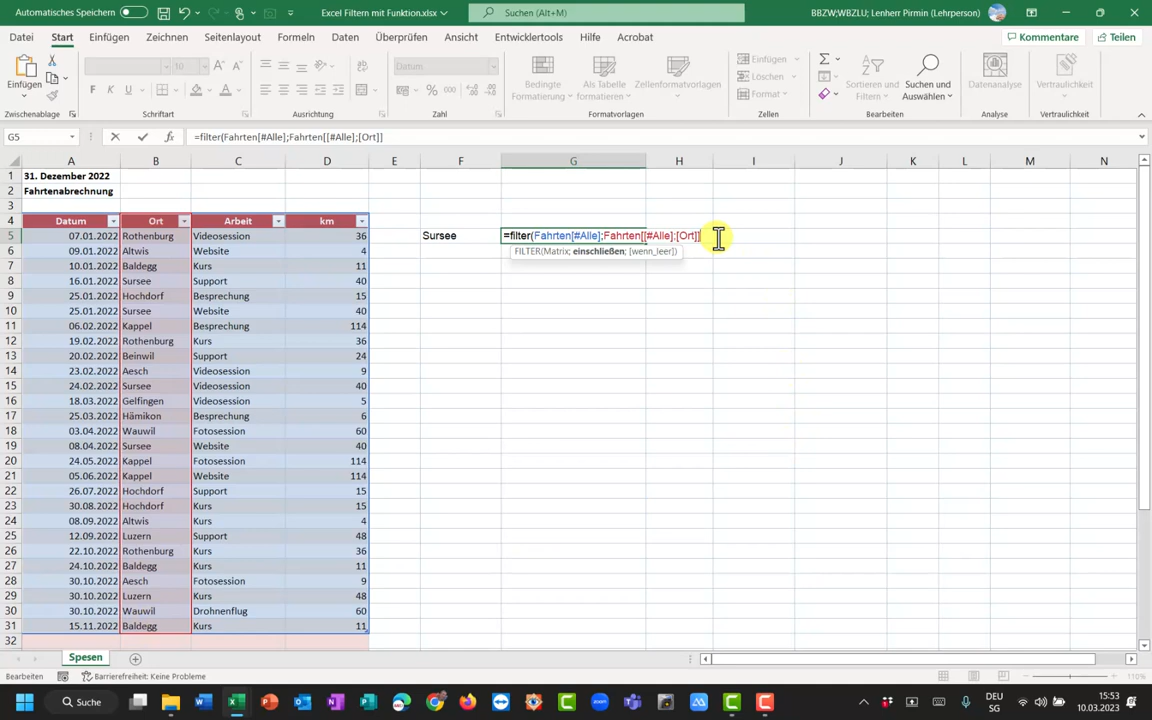 Automatisches Speichern
Excel Filtern mit Funktion.xlsx
Suchen (Alt+M)
BBZW;WBZLU; Lenherr Pirmin (Lehrperson)
Datei Start Einfügen Zeichnen Seitenlayout Formeln Daten Überprüfen Ansicht Entwicklertools Hilfe Acrobat Kommentare Teilen
Einfügen
10
F K U
Datum
Bedingte Formatierung
Als Tabelle formatieren
Zellenformatvorlagen
Einfügen
Löschen
Format
Sortieren und Filtern
Suchen und Auswählen
Datenanalyse
Vertraulichkeit
Zwischenablage Schriftart Ausrichtung Zahl Formatvorlagen Zellen Bearbeiten Analyse Vertraulichkeit
G5 =filter(Fahrten[#Alle];Fahrten[[#Alle];[Ort]]
A B C D E F G H I J K L M N
1 31. Dezember 2022
2 Fahrtenabrechnung
3
4 Datum Ort Arbeit km
5 07.01.2022 Rothenburg Videosession 36 Sursee =filter(Fahrten[#Alle];Fahrten[[#Alle];[Ort]]
6 09.01.2022 Altwis Website 4 FILTER(Matrix; einschließen; [wenn_leer])
7 10.01.2022 Baldegg Kurs 11
8 16.01.2022 Sursee Support 40
9 25.01.2022 Hochdorf Besprechung 15
10 25.01.2022 Sursee Website 40
11 06.02.2022 Kappel Besprechung 114
12 19.02.2022 Rothenburg Kurs 36
13 20.02.2022 Beinwil Support 24
14 23.02.2022 Aesch Videosession 9
15 24.02.2022 Sursee Videosession 40
16 18.03.2022 Gelfingen Videosession 5
17 25.03.2022 Hämikon Besprechung 6
18 03.04.2022 Wauwil Fotosession 60
19 08.04.2022 Sursee Website 40
20 24.05.2022 Kappel Fotosession 114
21 05.06.2022 Kappel Website 114
22 26.07.2022 Hochdorf Support 15
23 30.08.2022 Hochdorf Kurs 15
24 08.09.2022 Altwis Kurs 4
25 12.09.2022 Luzern Support 48
26 22.10.2022 Rothenburg Kurs 36
27 24.10.2022 Baldegg Kurs 11
28 30.10.2022 Aesch Fotosession 9
29 30.10.2022 Luzern Kurs 48
30 30.10.2022 Wauwil Drohnenflug 60
31 15.11.2022 Baldegg Kurs 11
32
Spesen
Bearbeiten Barrierefreiheit: Keine Probleme 110%
Suche
DEU
SG
15:53
10.03.2023